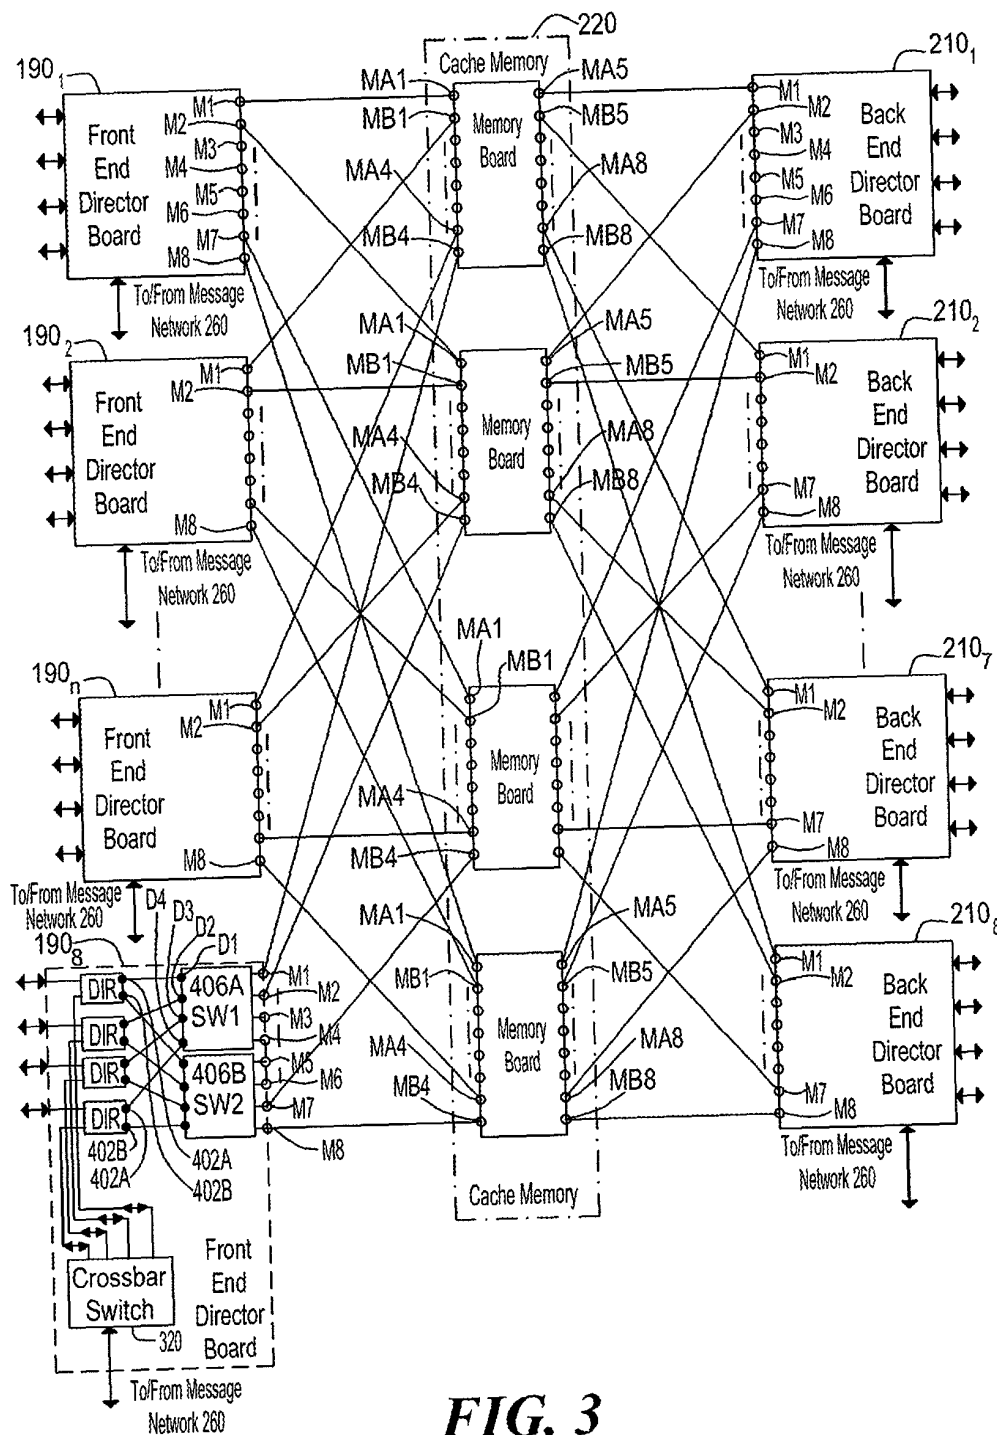 220
Cache Memory
190₁
Front
End
Director
Board
M1
M2
M3
M4
M5
M6
M7
M8
To/From Message
Network 260
MA1
MB1
MA4
MB4
Memory
Board
MA5
MB5
MA8
MB8
210₁
M1
M2
M3
M4
M5
M6
M7
M8
Back
End
Director
Board
To/From Message
Network 260
190₂
Front
End
Director
Board
M1
M2
M8
To/From Message
Network 260
MA1
MB1
MA4
MB4
Memory
Board
MA5
MB5
MA8
MB8
210₂
M1
M2
M7
M8
Back
End
Director
Board
To/From Message
Network 260
190ₙ
Front
End
Director
Board
M1
M2
M8
To/From Message
Network 260
MA1
MB1
MA4
MB4
Memory
Board
210₇
M1
M2
M7
M8
Back
End
Director
Board
To/From Message
Network 260
190₈
D4
D3
D2
D1
DIR
DIR
DIR
DIR
406A
SW1
406B
SW2
M1
M2
M3
M4
M5
M6
M7
M8
402B
402A
402A
402B
Crossbar
Switch
320
Front
End
Director
Board
To/From Message
Network 260
MA1
MB1
MA4
MB4
Memory
Board
MA5
MB5
MA8
MB8
Cache Memory
210₈
M1
M2
M7
M8
Back
End
Director
Board
To/From Message
Network 260
FIG. 3